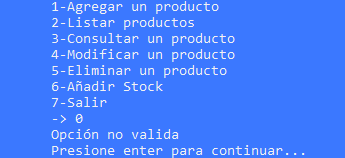 1-Agregar un producto
2-Listar productos
3-Consultar un producto
4-Modificar un producto
5-Eliminar un producto
6-Añadir Stock
7-Salir
-> 0
Opción no valida
Presione enter para continuar...